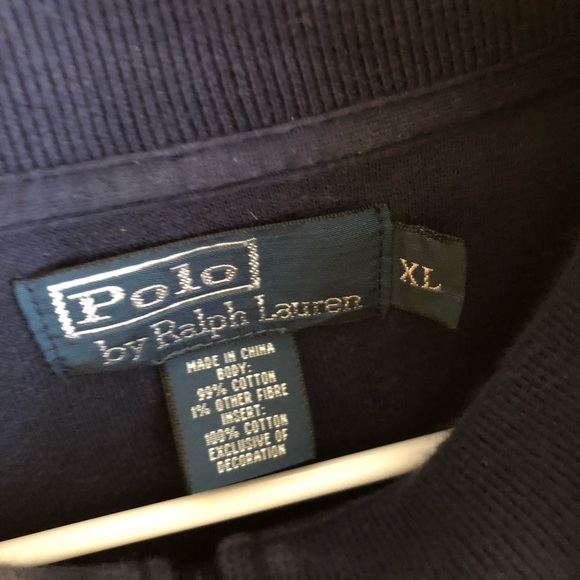 Polo
by Ralph Lauren
XL
MADE IN CHINA
BODY:
99% COTTON
1% OTHER FIBRE
INSERT:
100% COTTON
EXCLUSIVE OF
DECORATION